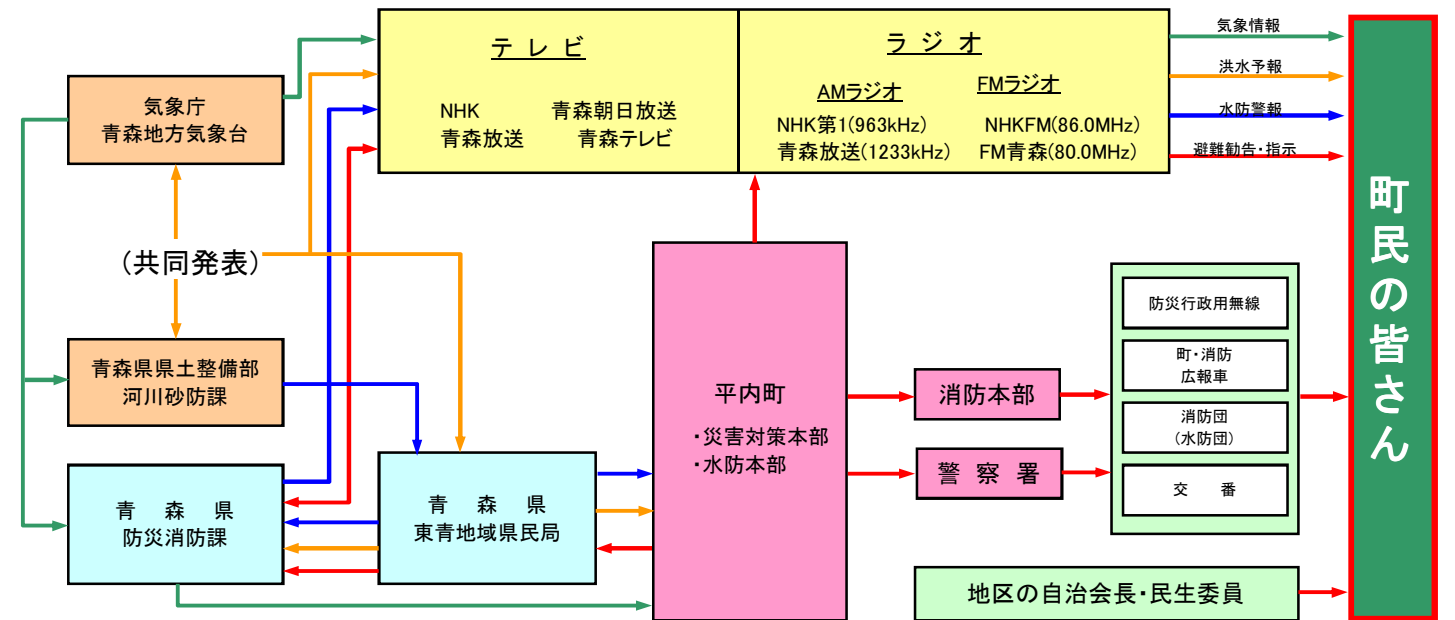 テレビ
NHK 青森朝日放送
青森放送 青森テレビ
ラジオ
AMラジオ
NHK第1(963kHz)
青森放送(1233kHz)
FMラジオ
NHKFM(86.0MHz)
FM青森(80.0MHz)
気象情報
洪水予報
水防警報
避難勧告・指示
気象庁
青森地方気象台
(共同発表)
青森県県土整備部
河川砂防課
青森県
防災消防課
青森県
東青地域県民局
平内町
・災害対策本部
・水防本部
消防本部
警察署
防災行政用無線
町・消防
広報車
消防団
(水防団)
交番
地区の自治会長・民生委員
町民の皆さん